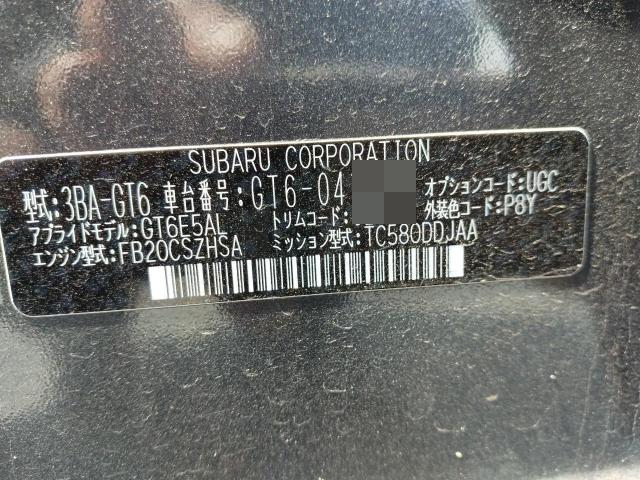 SUBARU CORPORATION
型式:3BA-GT6 車台番号:GT6-04 オプションコード:UGC
アプライドモデル:GT6E5AL トリムコード: 外装色コード:P8Y
エンジン型式:FB20CSZHSA ミッション型式:TC580DDJAA